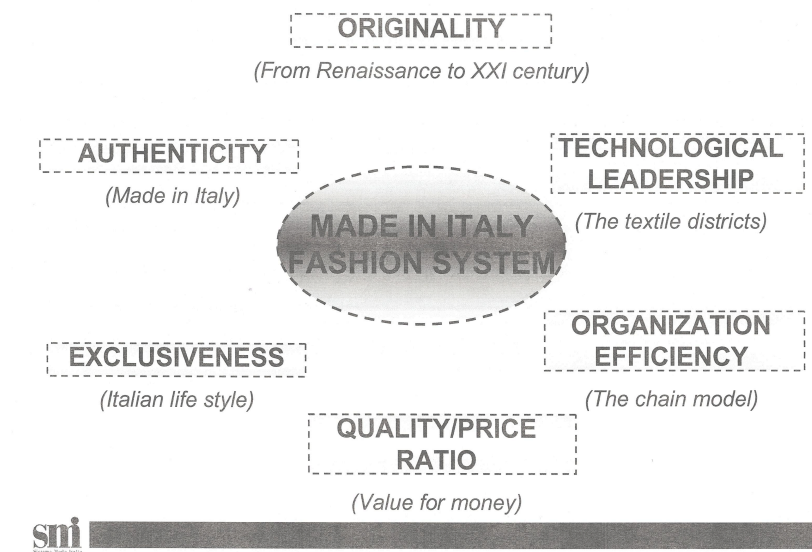 ORIGINALITY
(From Renaissance to XXI century)
AUTHENTICITY
(Made in Italy)
TECHNOLOGICAL
LEADERSHIP
(The textile districts)
MADE IN ITALY
FASHION SYSTEM
EXCLUSIVENESS
(Italian life style)
ORGANIZATION
EFFICIENCY
(The chain model)
QUALITY/PRICE
RATIO
(Value for money)
smi